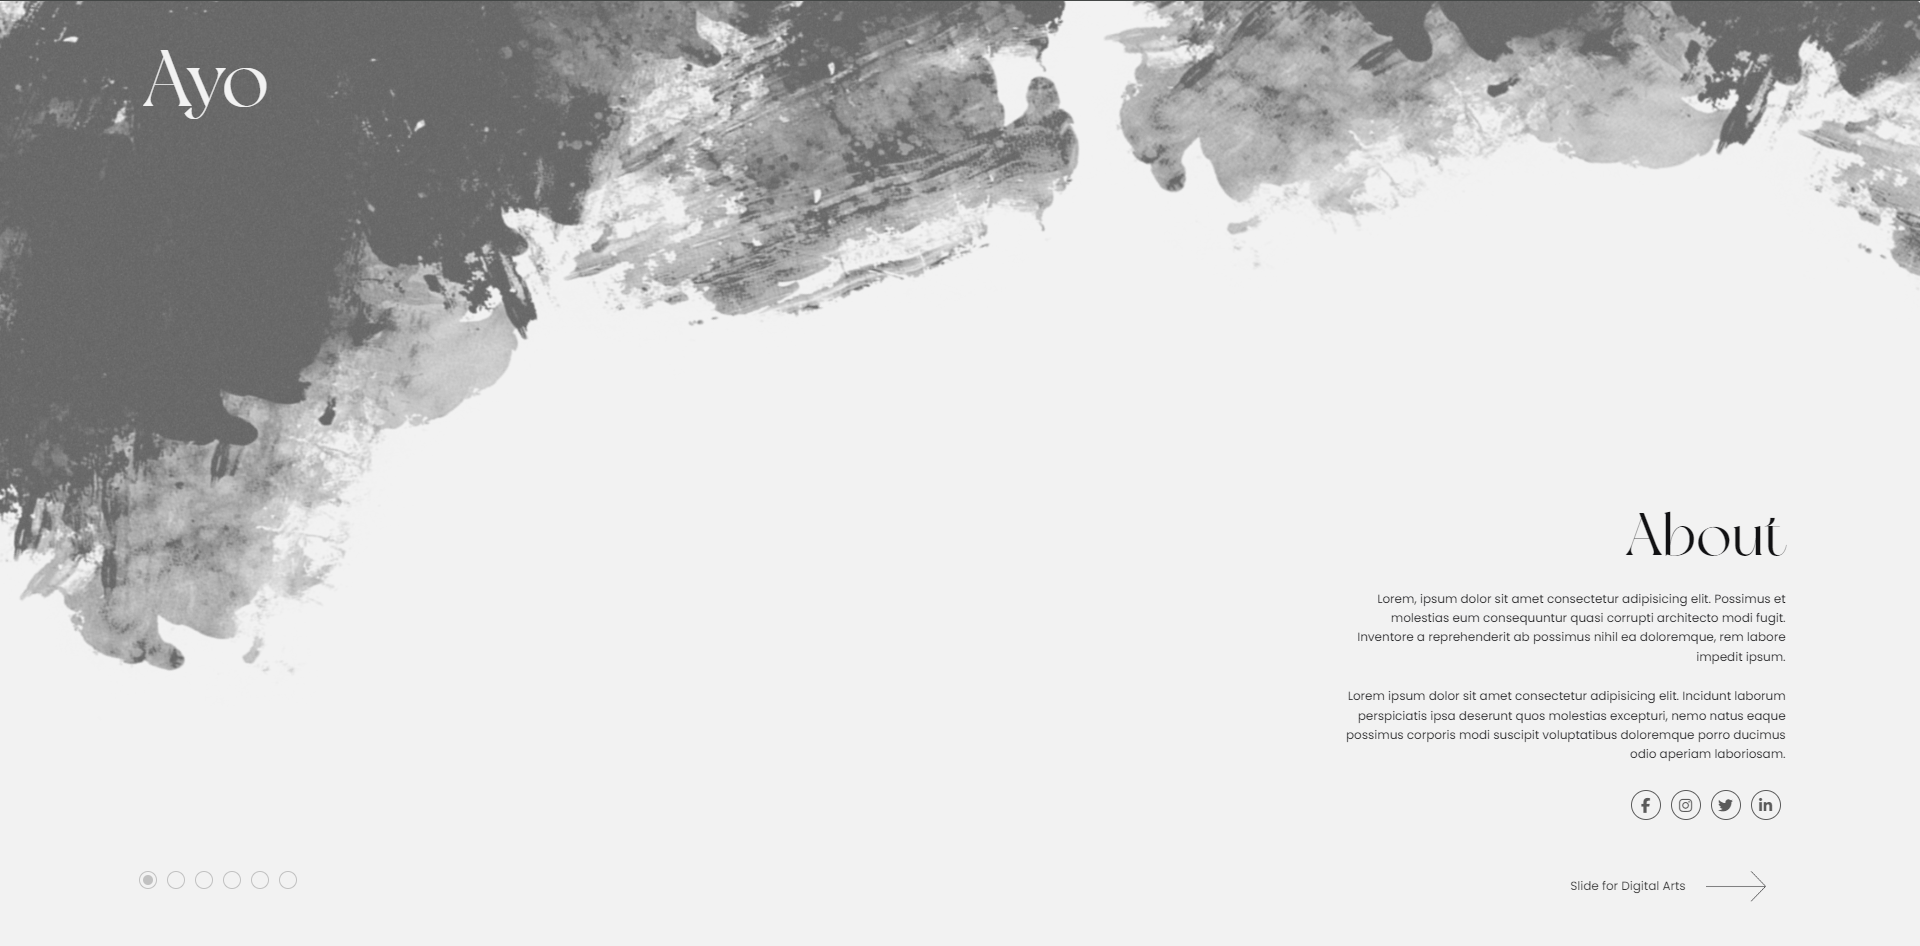 Ayo
About
Lorem, ipsum dolor sit amet consectetur adipisicing elit. Possimus et
molestias eum consequuntur quasi corrupti architecto modi fugit.
Inventore a reprehenderit ab possimus nihil ea doloremque, rem labore
impedit ipsum.
Lorem ipsum dolor sit amet consectetur adipisicing elit. Incidunt laborum
perspiciatis ipsa deserunt quos molestias excepturi, nemo natus eaque
possimus corporis modi suscipit voluptatibus doloremque porro ducimus
odio aperiam laboriosam.
Slide for Digital Arts